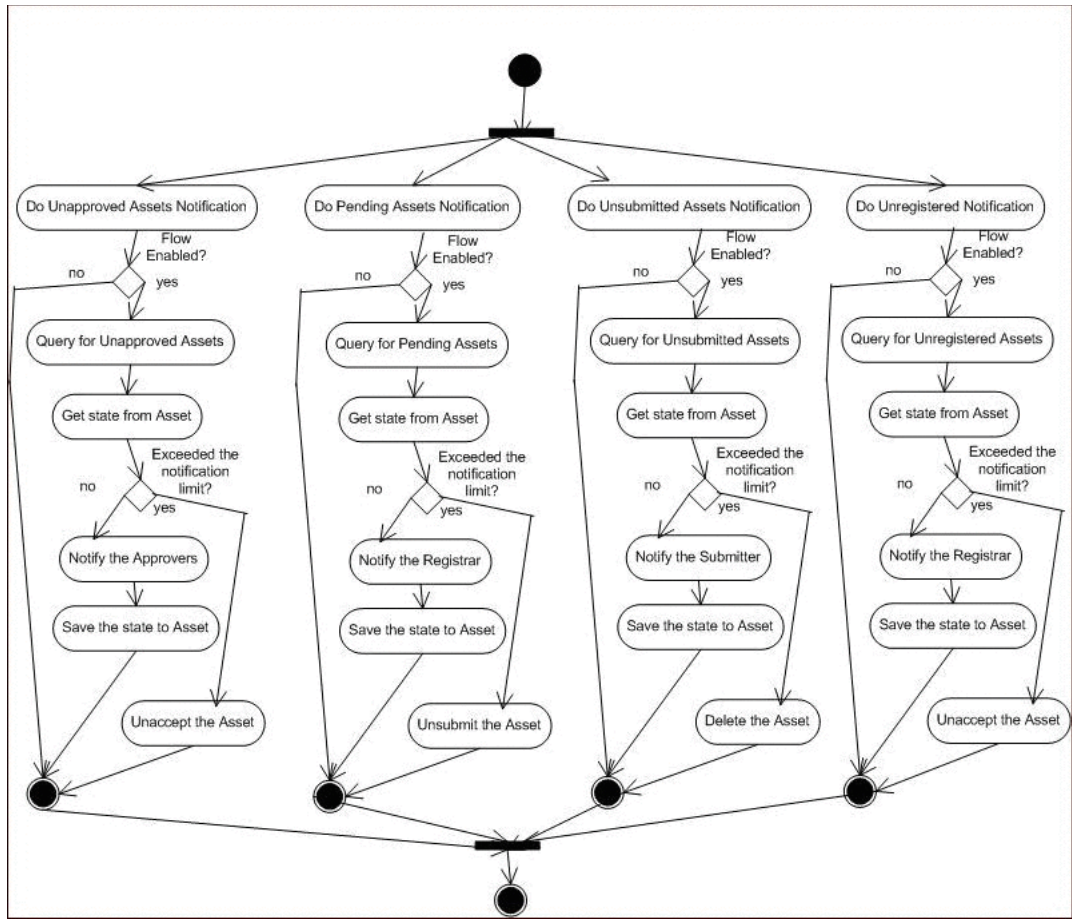 Do Unapproved Assets Notification
Do Pending Assets Notification
Do Unsubmitted Assets Notification
Do Unregistered Notification
Flow
Enabled?
no
yes
Flow
Enabled?
no
yes
Flow
Enabled?
no
yes
Flow
Enabled?
no
yes
Query for Unapproved Assets
Query for Pending Assets
Query for Unsubmitted Assets
Query for Unregistered Assets
Get state from Asset
Get state from Asset
Get state from Asset
Get state from Asset
Exceeded the
notification
limit?
no
yes
Exceeded the
notification
limit?
no
yes
Exceeded the
notification
limit?
no
yes
Exceeded the
notification
limit?
no
yes
Notify the Approvers
Notify the Registrar
Notify the Submitter
Notify the Registrar
Save the state to Asset
Save the state to Asset
Save the state to Asset
Save the state to Asset
Unaccept the Asset
Unsubmit the Asset
Delete the Asset
Unaccept the Asset